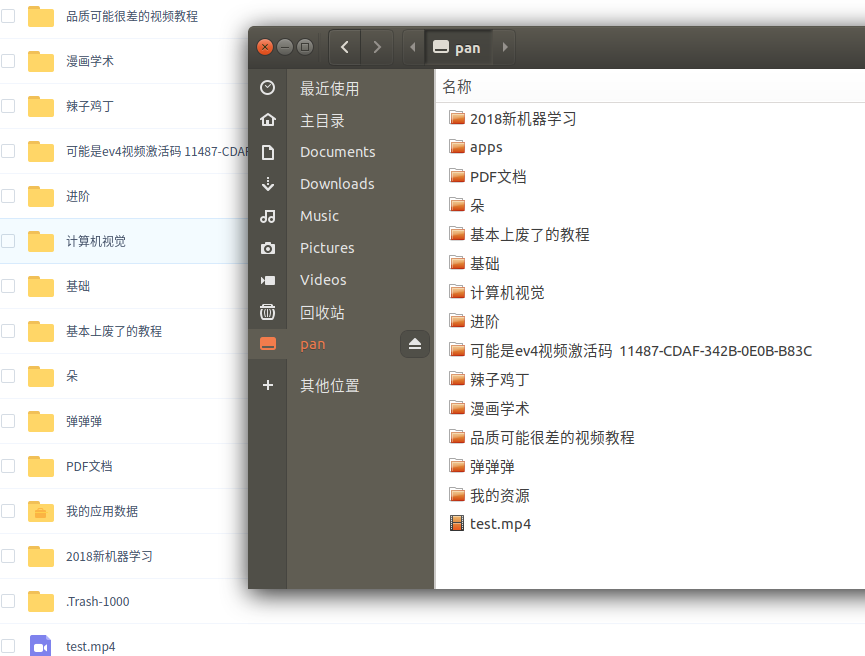 品质可能很差的视频教程
漫画学术
辣子鸡丁
可能是ev4视频激活码 11487-CDAF
进阶
计算机视觉
基础
基本上废了的教程
朵
弹弹弹
PDF文档
我的应用数据
2018新机器学习
.Trash-1000
test.mp4
pan
最近使用
主目录
Documents
Downloads
Music
Pictures
Videos
回收站
pan
其他位置
名称
2018新机器学习
apps
PDF文档
朵
基本上废了的教程
基础
计算机视觉
进阶
可能是ev4视频激活码 11487-CDAF-342B-0E0B-B83C
辣子鸡丁
漫画学术
品质可能很差的视频教程
弹弹弹
我的资源
test.mp4